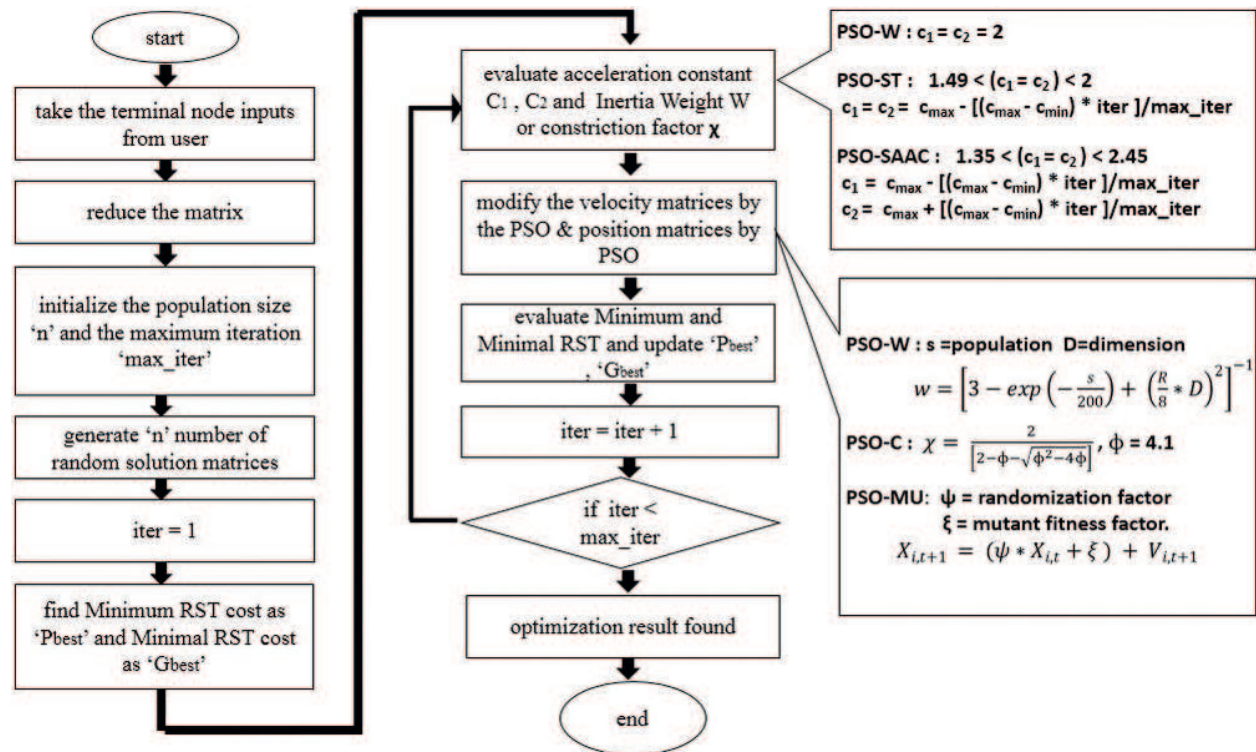 start
take the terminal node inputs
from user
reduce the matrix
initialize the population size
‘n’ and the maximum iteration
‘max_iter’
generate ‘n’ number of
random solution matrices
iter = 1
find Minimum RST cost as
‘Pbest’ and Minimal RST cost
as ‘Gbest’
evaluate acceleration constant
C1 , C2 and Inertia Weight W
or constriction factor χ
modify the velocity matrices by
the PSO & position matrices by
PSO
evaluate Minimum and
Minimal RST and update ‘Pbest’
, ‘Gbest’
iter = iter + 1
if iter <
max_iter
optimization result found
end
PSO-W : c₁ = c₂ = 2
PSO-ST : 1.49 < (c₁ = c₂) < 2
c₁ = c₂ = cmax - [(cmax - cmin) * iter ]/max_iter
PSO-SAAC : 1.35 < (c₁ = c₂) < 2.45
c₁ = cmax - [(cmax - cmin) * iter ]/max_iter
c₂ = cmax + [(cmax - cmin) * iter ]/max_iter
PSO-W : s =population D=dimension
w = [3 − exp (−s/200) + (R/8 * D)²]⁻¹
PSO-C : χ = 2/[2−ϕ−√(ϕ²−4ϕ)] , ϕ = 4.1
PSO-MU: ψ = randomization factor
ξ = mutant fitness factor.
Xi,t+1 = (ψ * Xi,t + ξ ) + Vi,t+1